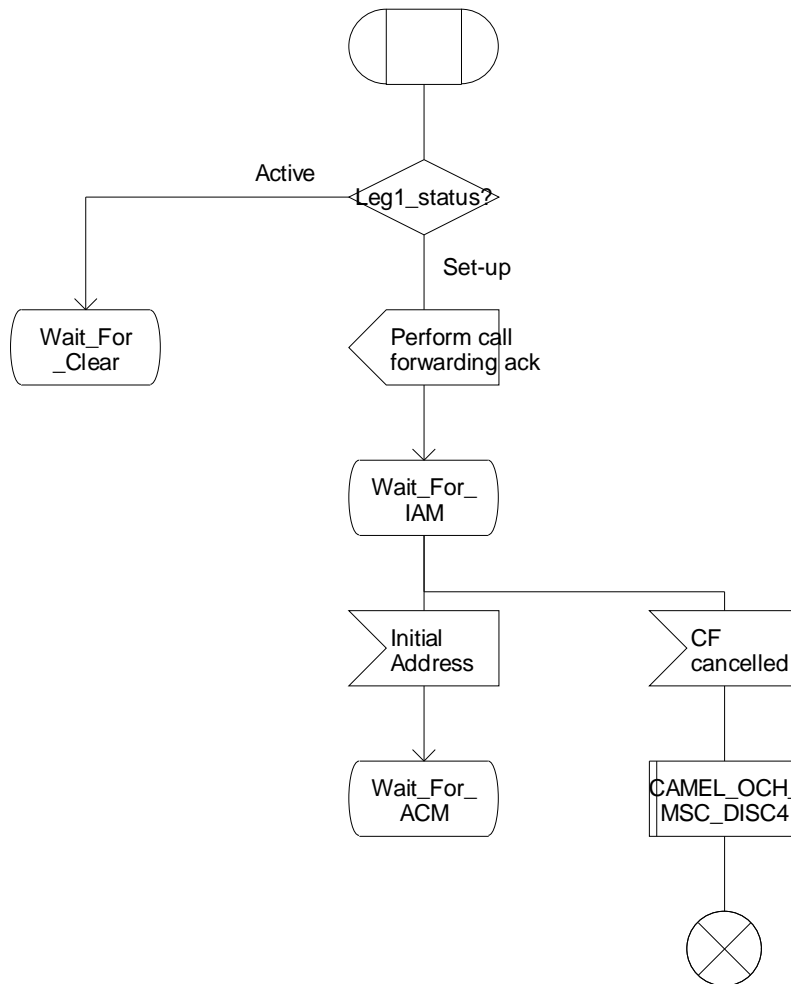 Active
Leg1_status?
Set-up
Wait_For
_Clear
Perform call
forwarding ack
Wait_For_
IAM
Initial
Address
CF
cancelled
Wait_For_
ACM
CAMEL_OCH_
MSC_DISC4